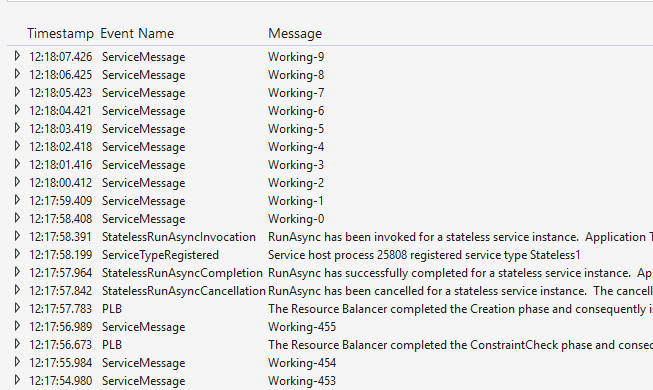 Timestamp Event Name Message
12:18:07.426 ServiceMessage Working-9
12:18:06.425 ServiceMessage Working-8
12:18:05.423 ServiceMessage Working-7
12:18:04.421 ServiceMessage Working-6
12:18:03.419 ServiceMessage Working-5
12:18:02.418 ServiceMessage Working-4
12:18:01.416 ServiceMessage Working-3
12:18:00.412 ServiceMessage Working-2
12:17:59.409 ServiceMessage Working-1
12:17:58.408 ServiceMessage Working-0
12:17:58.391 StatelessRunAsyncInvocation RunAsync has been invoked for a stateless service instance. Application T
12:17:58.199 ServiceTypeRegistered Service host process 25808 registered service type Stateless1
12:17:57.964 StatelessRunAsyncCompletion RunAsync has successfully completed for a stateless service instance. Ap
12:17:57.842 StatelessRunAsyncCancellation RunAsync has been cancelled for a stateless service instance. The cancell
12:17:57.783 PLB The Resource Balancer completed the Creation phase and consequently is
12:17:56.989 ServiceMessage Working-455
12:17:56.673 PLB The Resource Balancer completed the ConstraintCheck phase and consec
12:17:55.984 ServiceMessage Working-454
12:17:54.980 ServiceMessage Working-453